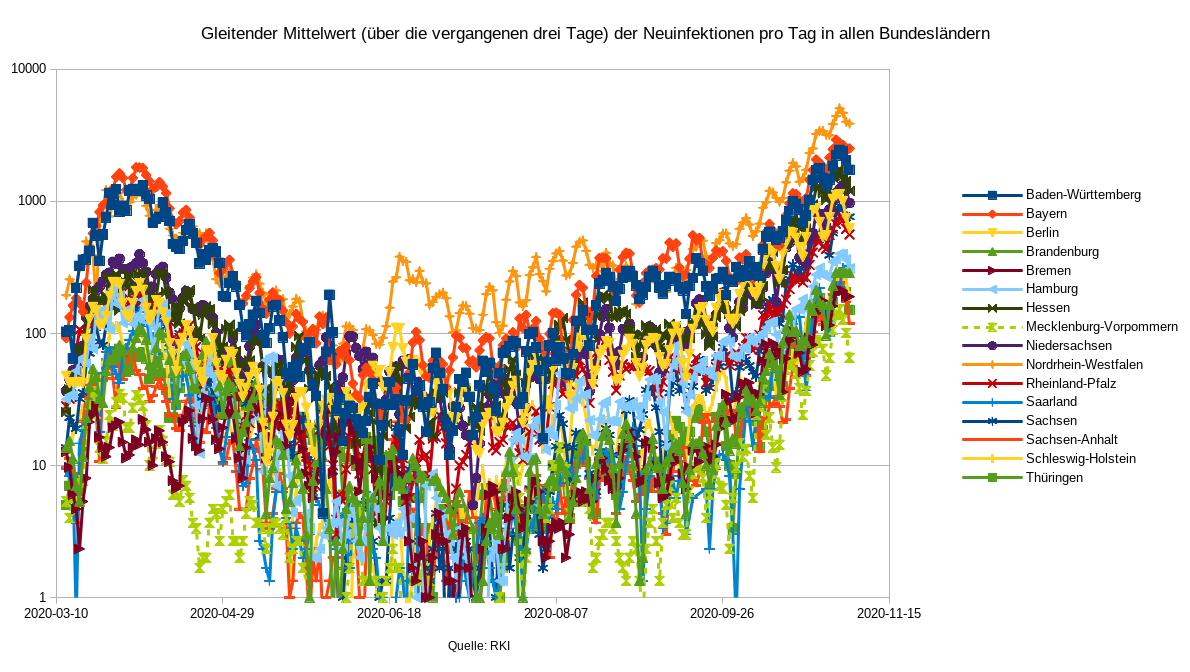 Gleitender Mittelwert (über die vergangenen drei Tage) der Neuinfektionen pro Tag in allen Bundesländern
10000
1000
100
10
1
2020-03-10 2020-04-29 2020-06-18 2020-08-07 2020-09-26 2020-11-15
Quelle: RKI
Baden-Württemberg
Bayern
Berlin
Brandenburg
Bremen
Hamburg
Hessen
Mecklenburg-Vorpommern
Niedersachsen
Nordrhein-Westfalen
Rheinland-Pfalz
Saarland
Sachsen
Sachsen-Anhalt
Schleswig-Holstein
Thüringen